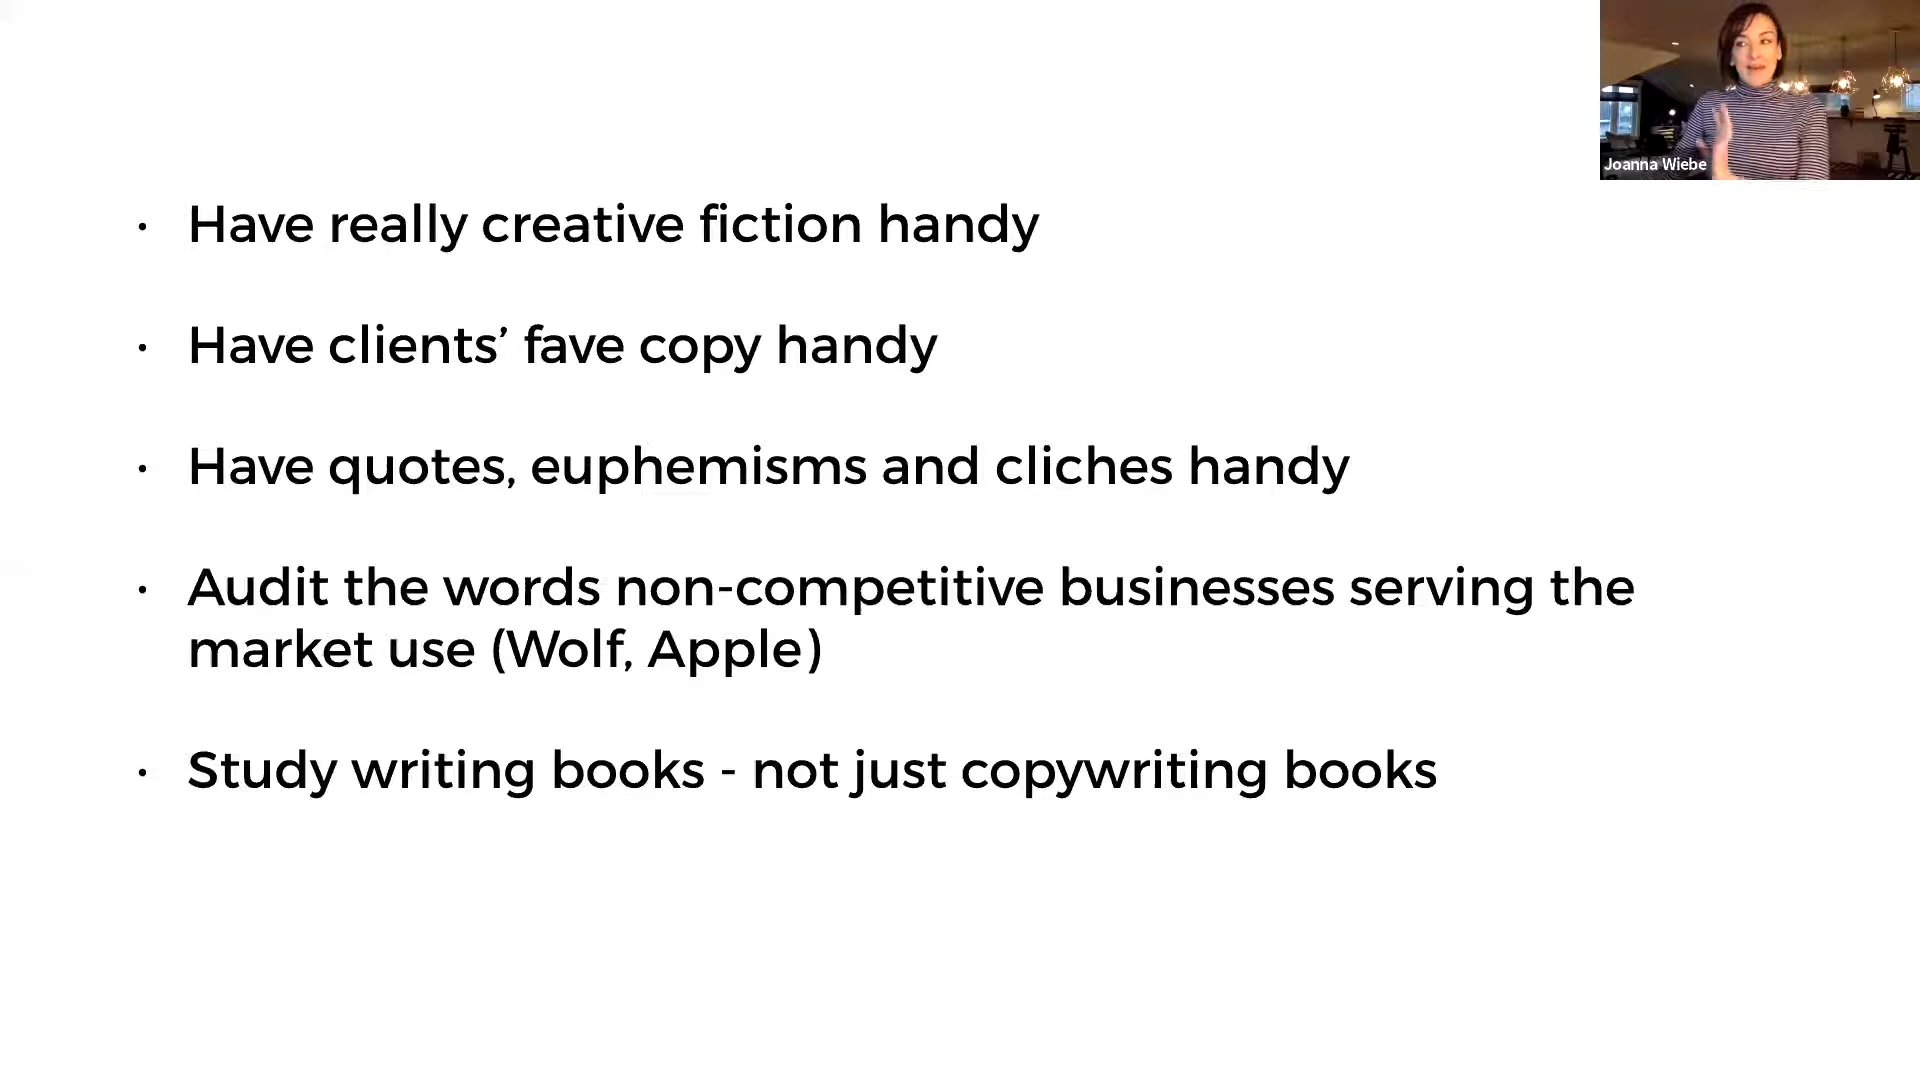 Joanna Wiebe
· Have really creative fiction handy
· Have clients’ fave copy handy
· Have quotes, euphemisms and cliches handy
· Audit the words non-competitive businesses serving the
market use (Wolf, Apple)
· Study writing books - not just copywriting books